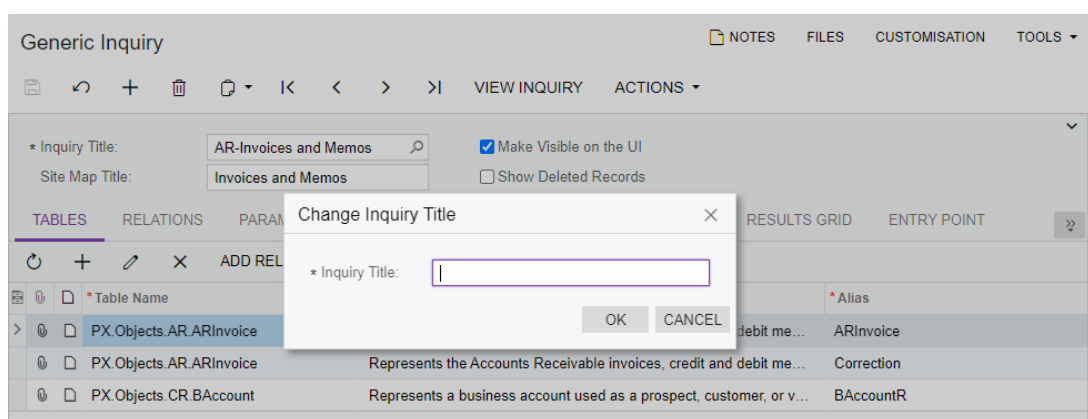 Generic Inquiry
NOTES FILES CUSTOMISATION TOOLS
VIEW INQUIRY ACTIONS
* Inquiry Title: AR-Invoices and Memos Make Visible on the UI
Site Map Title: Invoices and Memos Show Deleted Records
TABLES RELATIONS PARAM RESULTS GRID ENTRY POINT
Change Inquiry Title
ADD REL
* Inquiry Title:
OK CANCEL
* Table Name * Alias
PX.Objects.AR.ARInvoice debit me... ARInvoice
PX.Objects.AR.ARInvoice Represents the Accounts Receivable invoices, credit and debit me... Correction
PX.Objects.CR.BAccount Represents a business account used as a prospect, customer, or v... BAccountR